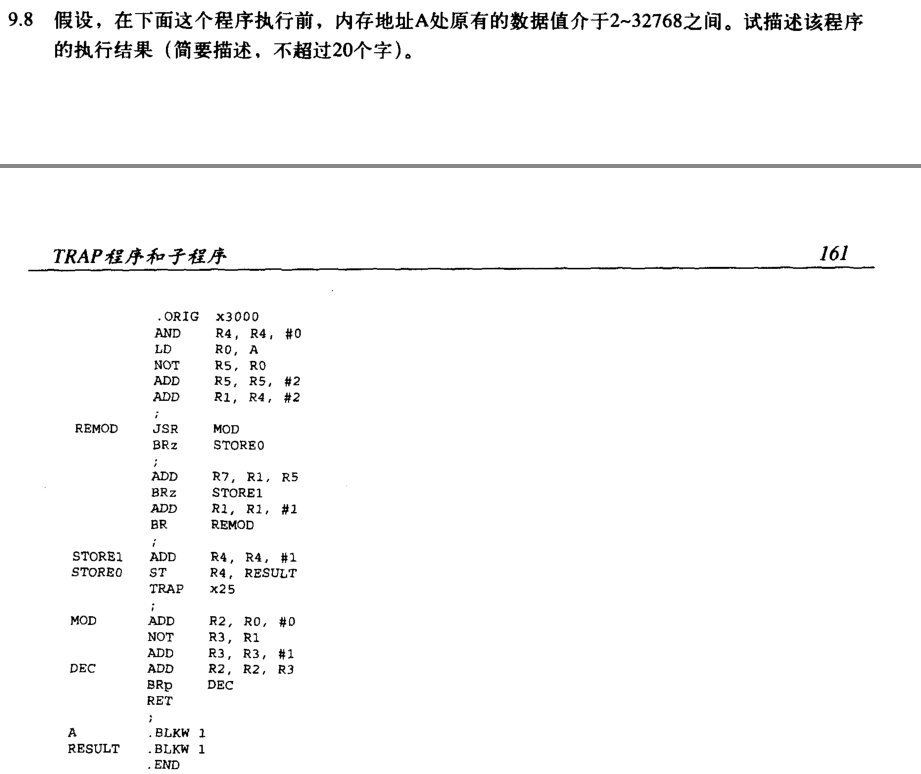 9.8 假设，在下面这个程序执行前，内存地址A处原有的数据值介于2~32768之间。试描述该程序
的执行结果（简要描述，不超过20个字）。
TRAP程序和子程序 161
.ORIG x3000
AND R4, R4, #0
LD R0, A
NOT R5, R0
ADD R5, R5, #2
ADD R1, R4, #2
;
REMOD JSR MOD
BRz STORE0
;
ADD R7, R1, R5
BRz STORE1
ADD R1, R1, #1
BR REMOD
;
STORE1 ADD R4, R4, #1
STORE0 ST R4, RESULT
TRAP x25
;
MOD ADD R2, R0, #0
NOT R3, R1
ADD R3, R3, #1
DEC ADD R2, R2, R3
BRp DEC
RET
;
A .BLKW 1
RESULT .BLKW 1
.END